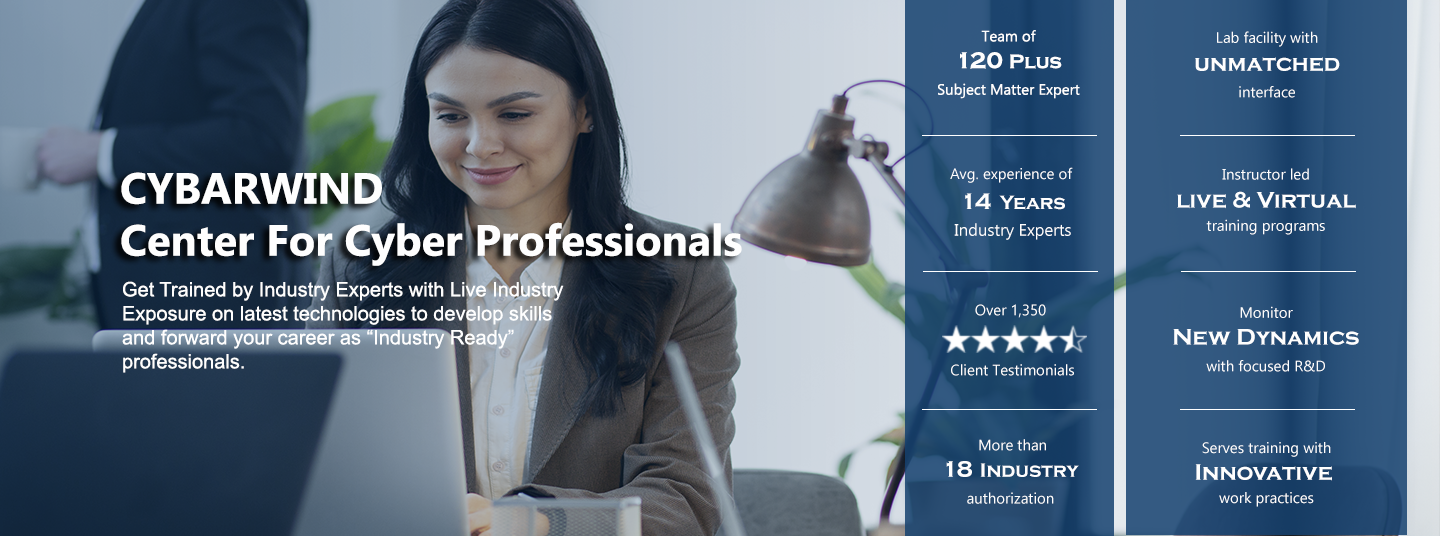 CYBARWIND
Center For Cyber Professionals
Get Trained by Industry Experts with Live Industry
Exposure on latest technologies to develop skills
and forward your career as “Industry Ready”
professionals.
Team of
120 PLUS
Subject Matter Expert
Avg. experience of
14 YEARS
Industry Experts
Over 1,350
Client Testimonials
More than
18 INDUSTRY
authorization
Lab facility with
UNMATCHED
interface
Instructor led
LIVE & VIRTUAL
training programs
Monitor
NEW DYNAMICS
with focused R&D
Serves training with
INNOVATIVE
work practices